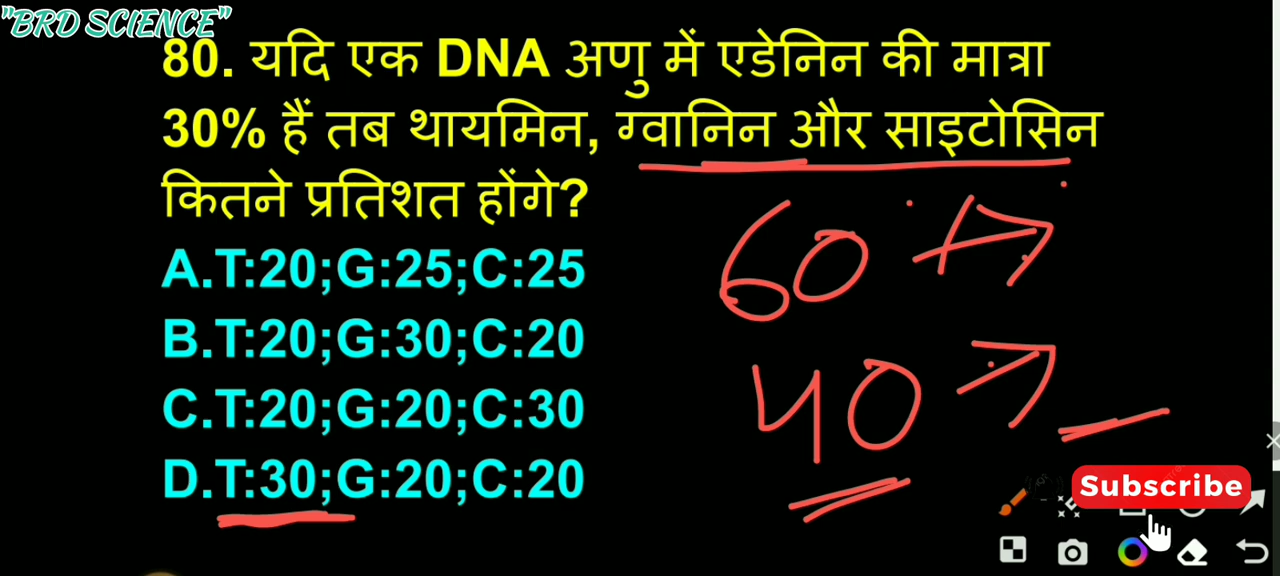 "BRD SCIENCE"
80. यदि एक DNA अणु में एडेनिन की मात्रा
30% हैं तब थायमिन, ग्वानिन और साइटोसिन
कितने प्रतिशत होंगे?
A.T:20;G:25;C:25
B.T:20;G:30;C:20
C.T:20;G:20;C:30
D.T:30;G:20;C:20
60
40
Subscribe